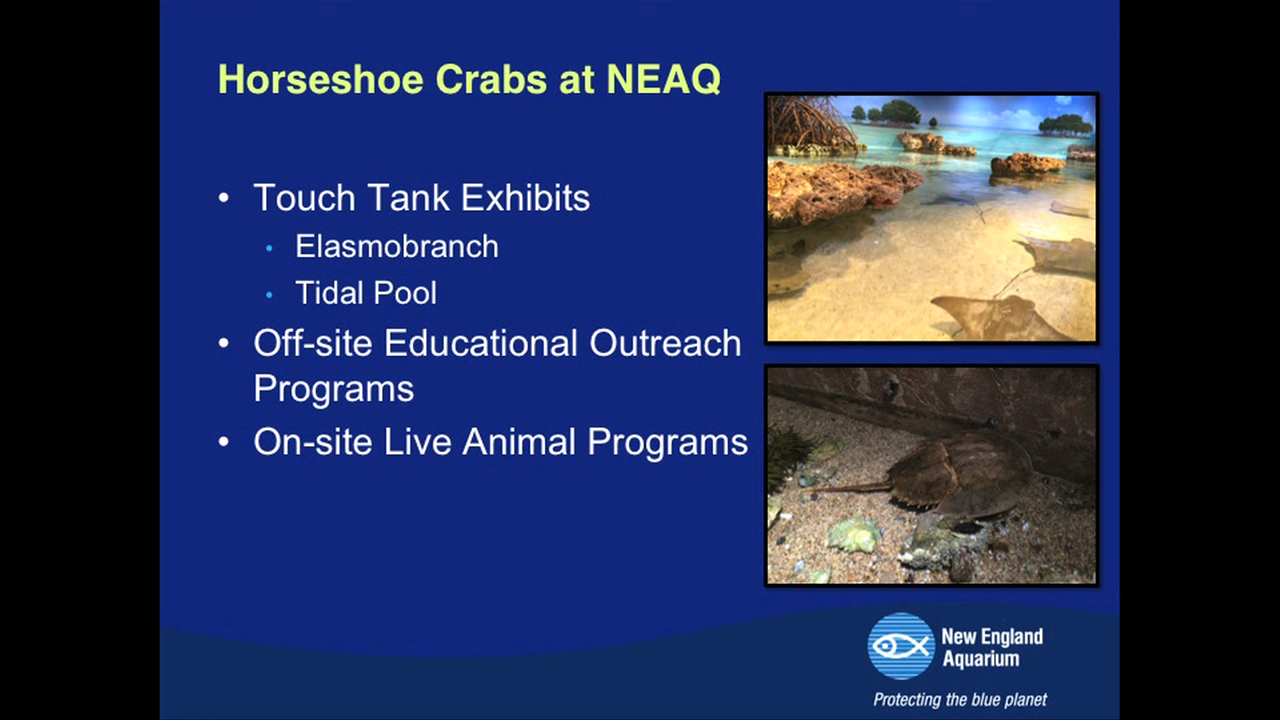 Horseshoe Crabs at NEAQ
• Touch Tank Exhibits
• Elasmobranch
• Tidal Pool
• Off-site Educational Outreach
Programs
• On-site Live Animal Programs
New England
Aquarium
Protecting the blue planet